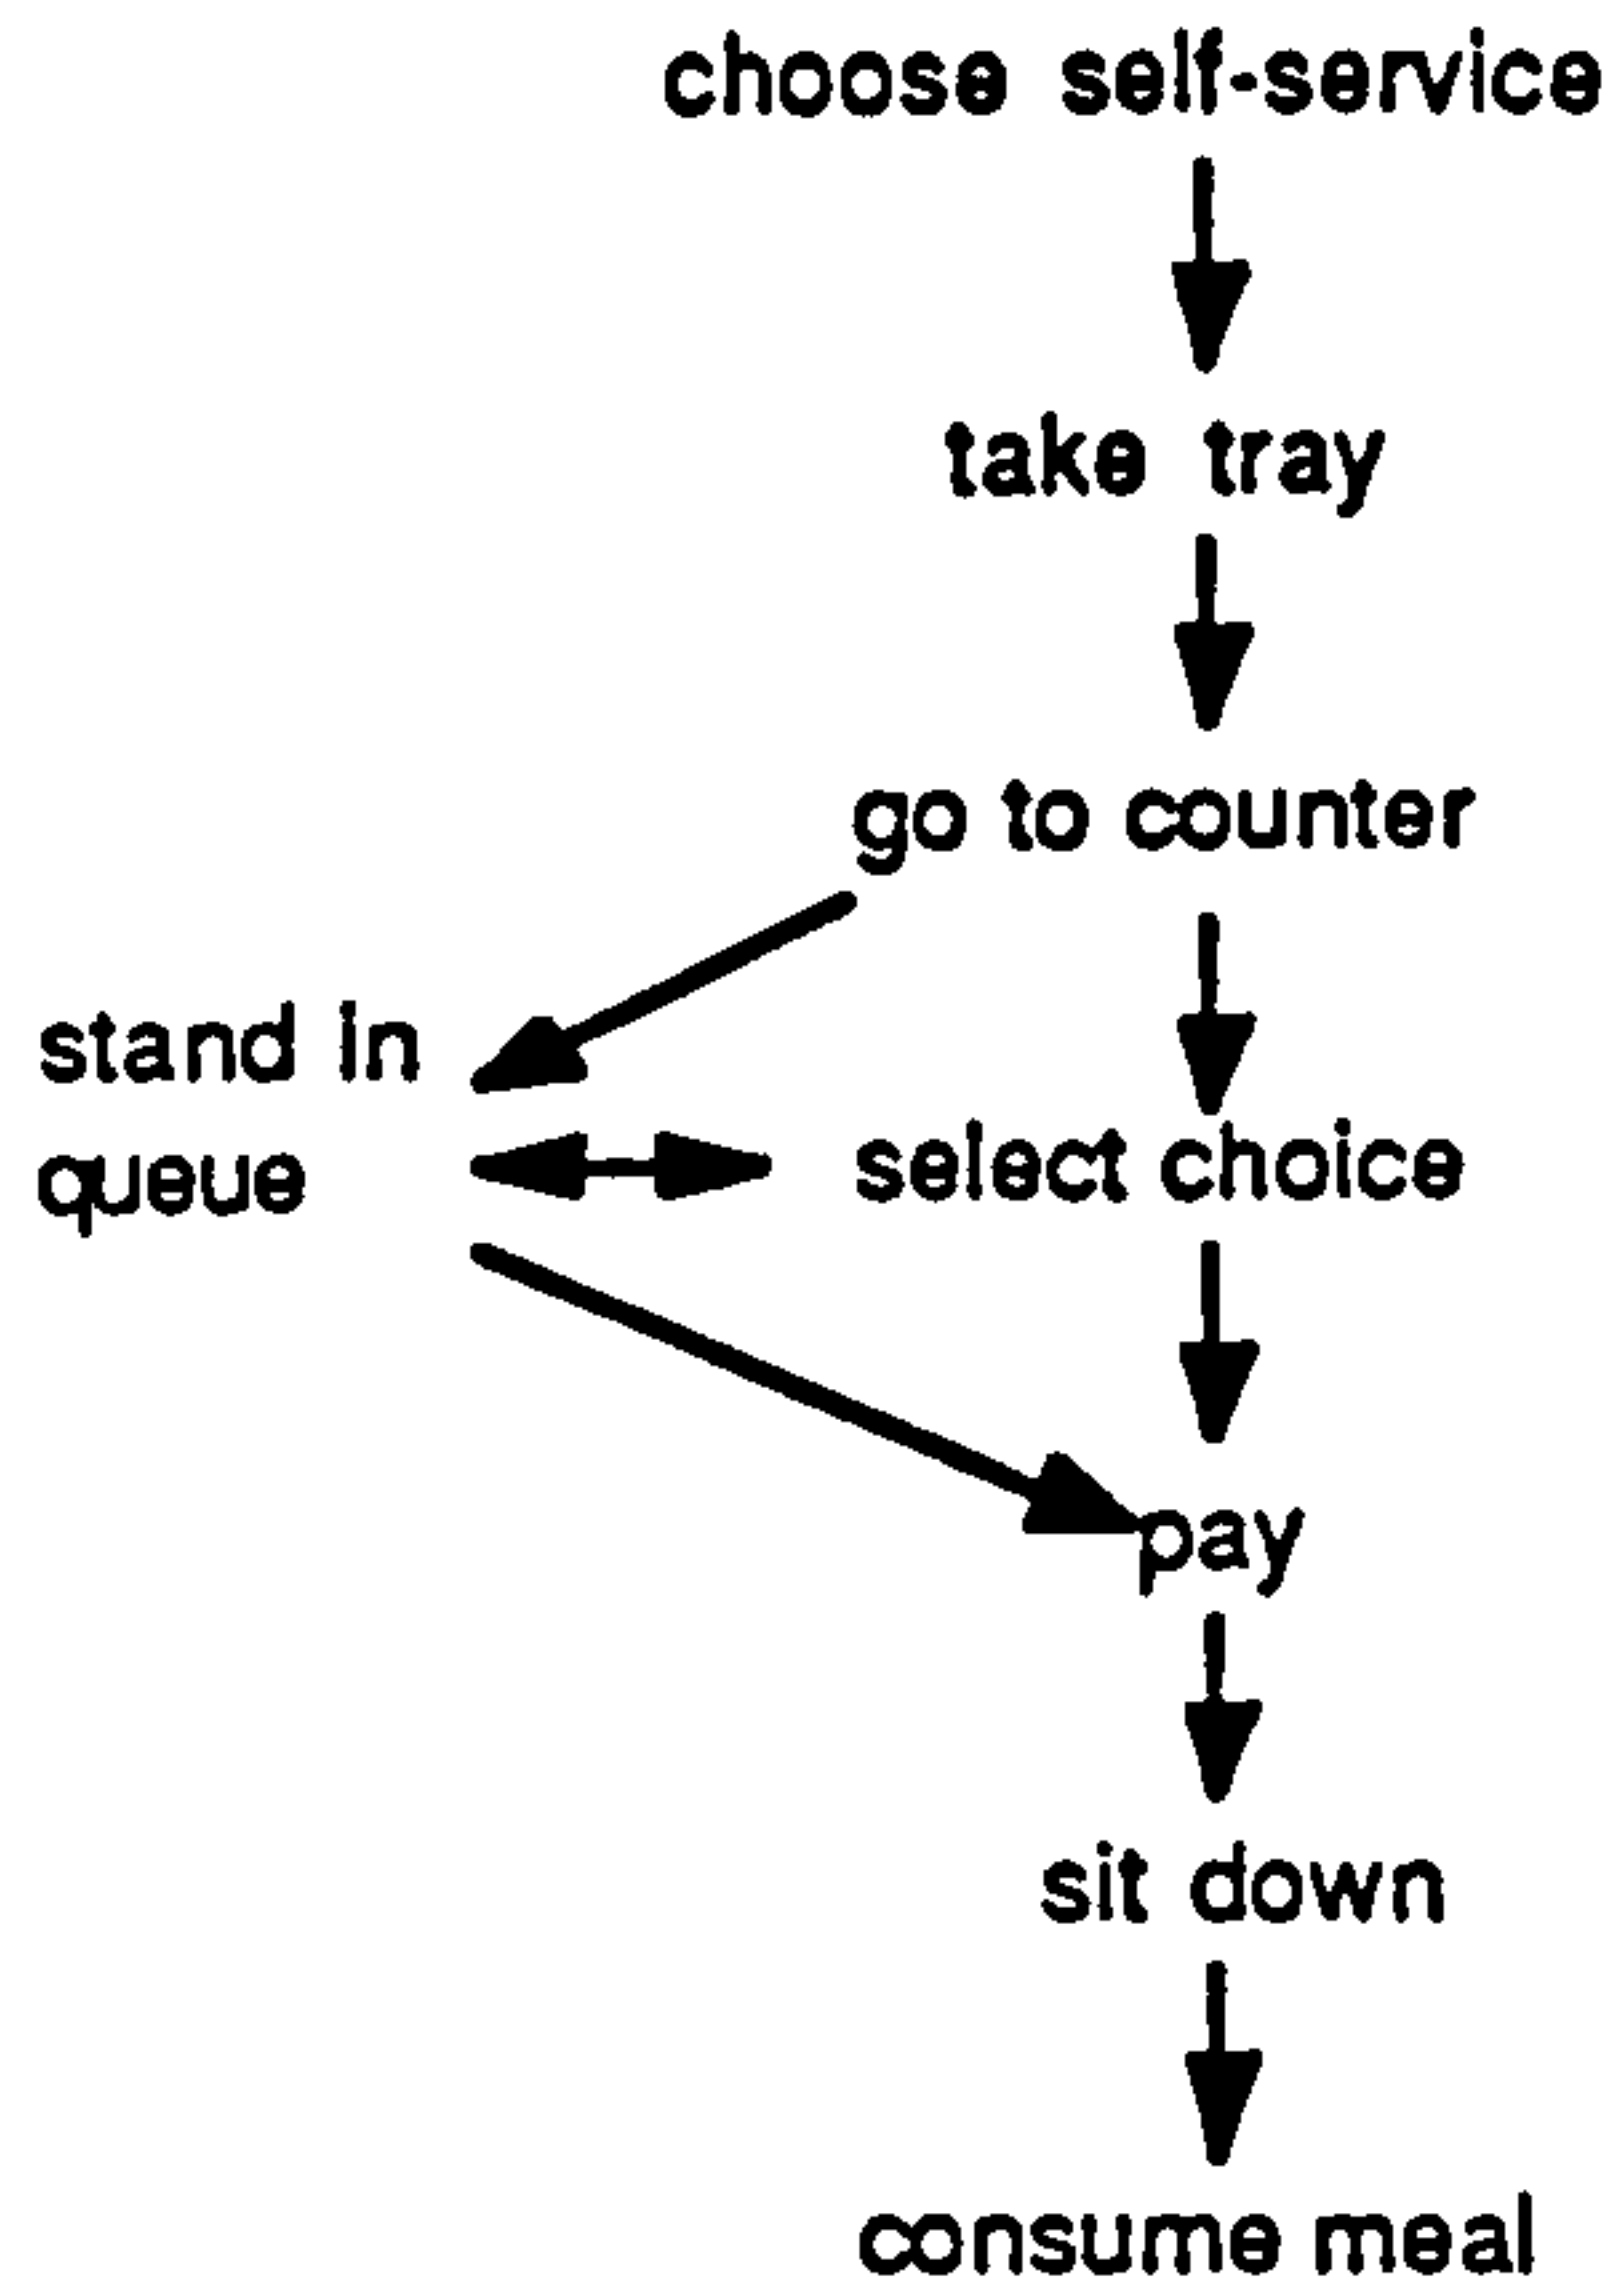 choose self-service
take tray
go to counter
stand in
queue
select choice
pay
sit down
consume meal